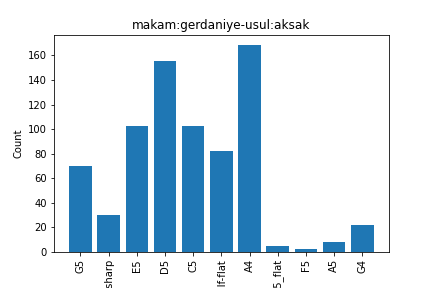 makam:gerdaniye-usul:aksak
160
140
120
100
80
60
40
20
0
Count
G5
sharp
E5
D5
C5
lf-flat
A4
5_flat
F5
A5
G4